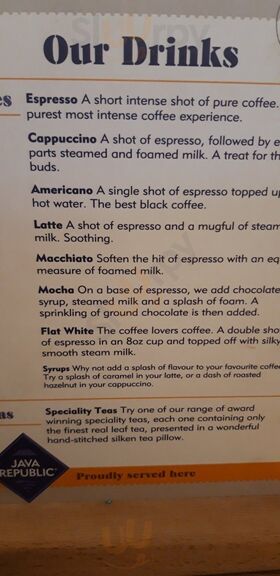 Our Drinks
es
Espresso A short intense shot of pure coffee.
purest most intense coffee experience.
Cappuccino A shot of espresso, followed by e
parts steamed and foamed milk. A treat for th
buds.
Americano A single shot of espresso topped up
hot water. The best black coffee.
Latte A shot of espresso and a mugful of steam
milk. Soothing.
Macchiato Soften the hit of espresso with an eq
measure of foamed milk.
Mocha On a base of espresso, we add chocolate
syrup, steamed milk and a splash of foam. A
sprinkling of ground chocolate is then added.
Flat White The coffee lovers coffee. A double sho
of espresso in an 8oz cup and topped off with silky
smooth steam milk.
Syrups Why not add a splash of flavour to your favourite coffee
Try a splash of caramel in your latte, or a dash of roasted
hazelnut in your cappuccino.
as
Speciality Teas Try one of our range of award
winning speciality teas, each one containing only
the finest real leaf tea, presented in a wonderful
hand-stitched silken tea pillow.
JAVA
REPUBLIC
Proudly served here